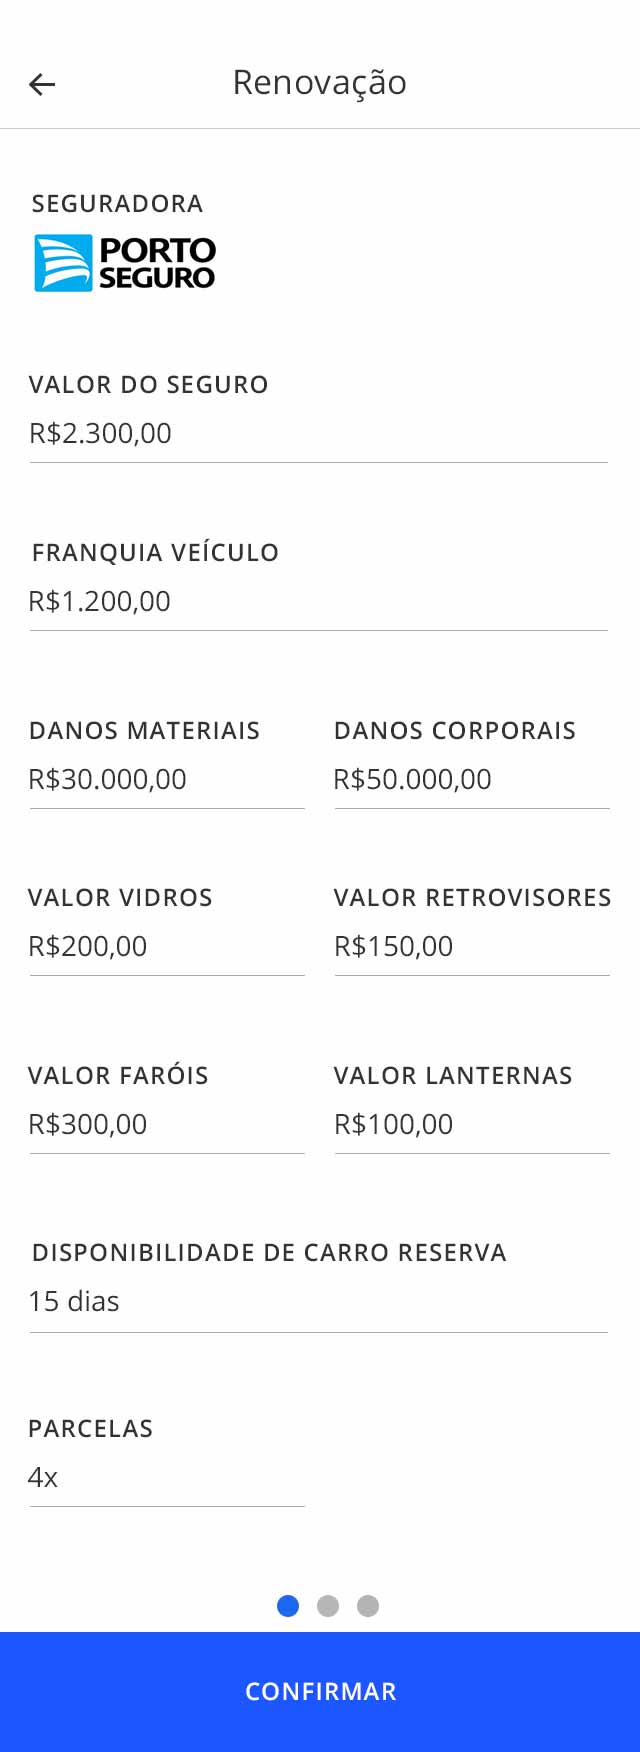 Renovação
SEGURADORA
PORTO
SEGURO
VALOR DO SEGURO
R$2.300,00
FRANQUIA VEÍCULO
R$1.200,00
DANOS MATERIAIS
R$30.000,00
DANOS CORPORAIS
R$50.000,00
VALOR VIDROS
R$200,00
VALOR RETROVISORES
R$150,00
VALOR FARÓIS
R$300,00
VALOR LANTERNAS
R$100,00
DISPONIBILIDADE DE CARRO RESERVA
15 dias
PARCELAS
4x
CONFIRMAR